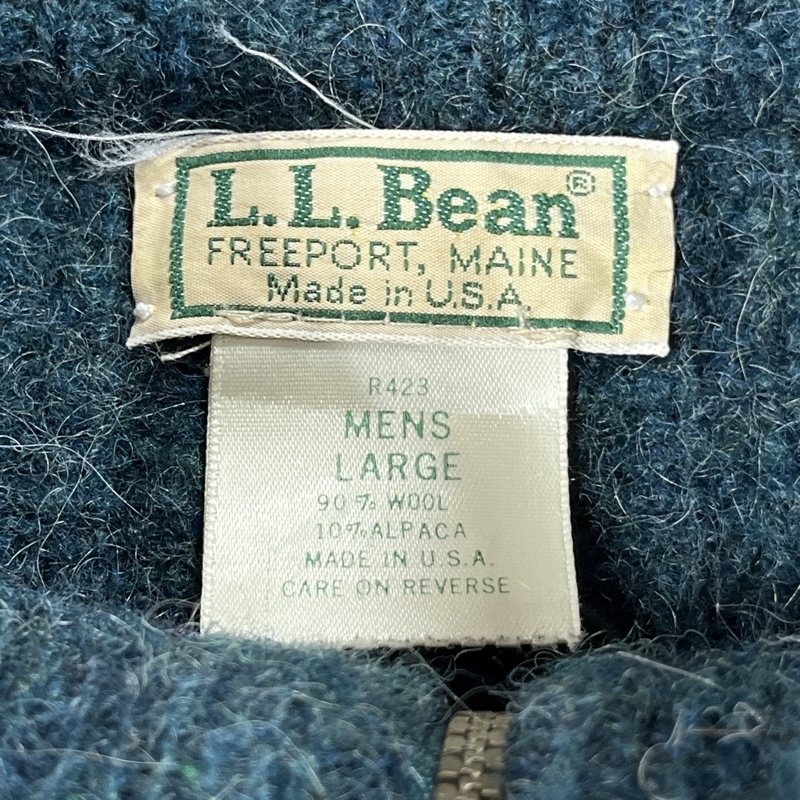 L.L.Bean®
FREEPORT, MAINE
Made in U.S.A.
R423
MENS
LARGE
90% WOOL
10% ALPACA
MADE IN U.S.A.
CARE ON REVERSE